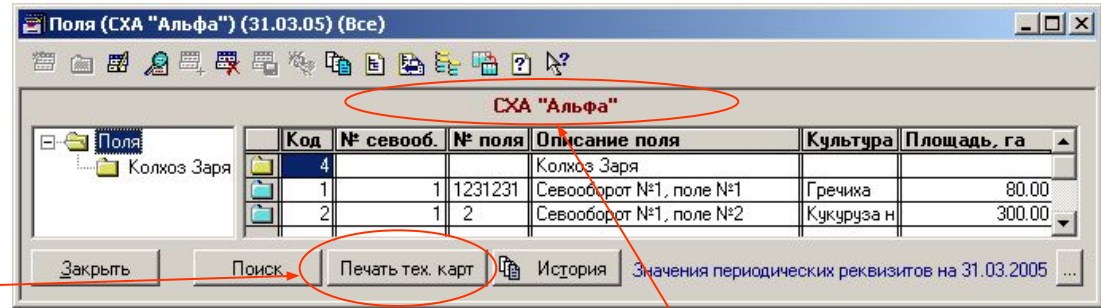 Поля (СХА "Альфа") (31.03.05) (Все)
СХА "Альфа"
Поля
Колхоз Заря
Код № севооб. № поля Описание поля Культура Площадь, га
4 Колхоз Заря
1 1 1231231 Севооборот №1, поле №1 Гречиха 80.00
2 1 2 Севооборот №1, поле №2 Кукуруза н 300.00
Закрыть Поиск Печать тех. карт История Значения периодических реквизитов на 31.03.2005 ...